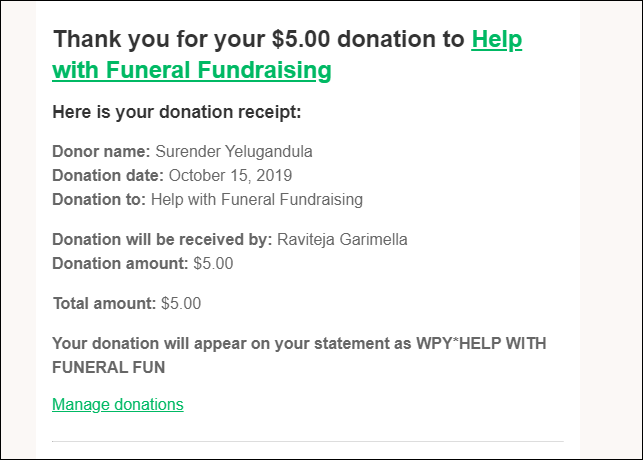 Thank you for your $5.00 donation to Help
with Funeral Fundraising
Here is your donation receipt:
Donor name: Surender Yelugandula
Donation date: October 15, 2019
Donation to: Help with Funeral Fundraising
Donation will be received by: Raviteja Garimella
Donation amount: $5.00
Total amount: $5.00
Your donation will appear on your statement as WPY*HELP WITH
FUNERAL FUN
Manage donations